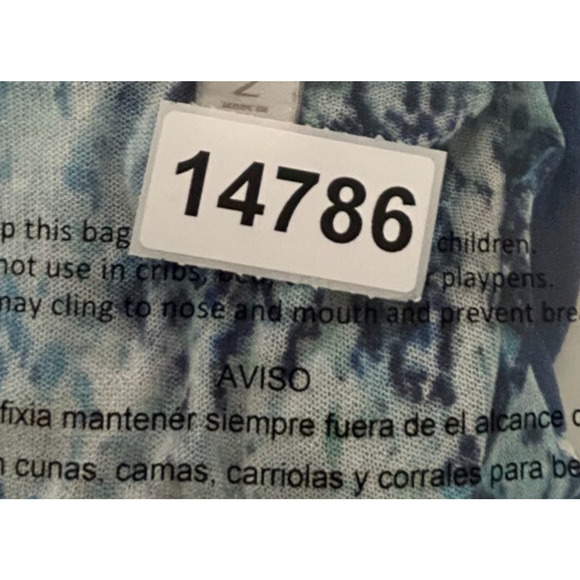 2
14786
p this bag children.
not use in cribs, playpens.
may cling to nose and mouth and prevent bre
AVISO
fixia mantener siempre fuera de el alcance
n cunas, camas, carriolas y corrales para be